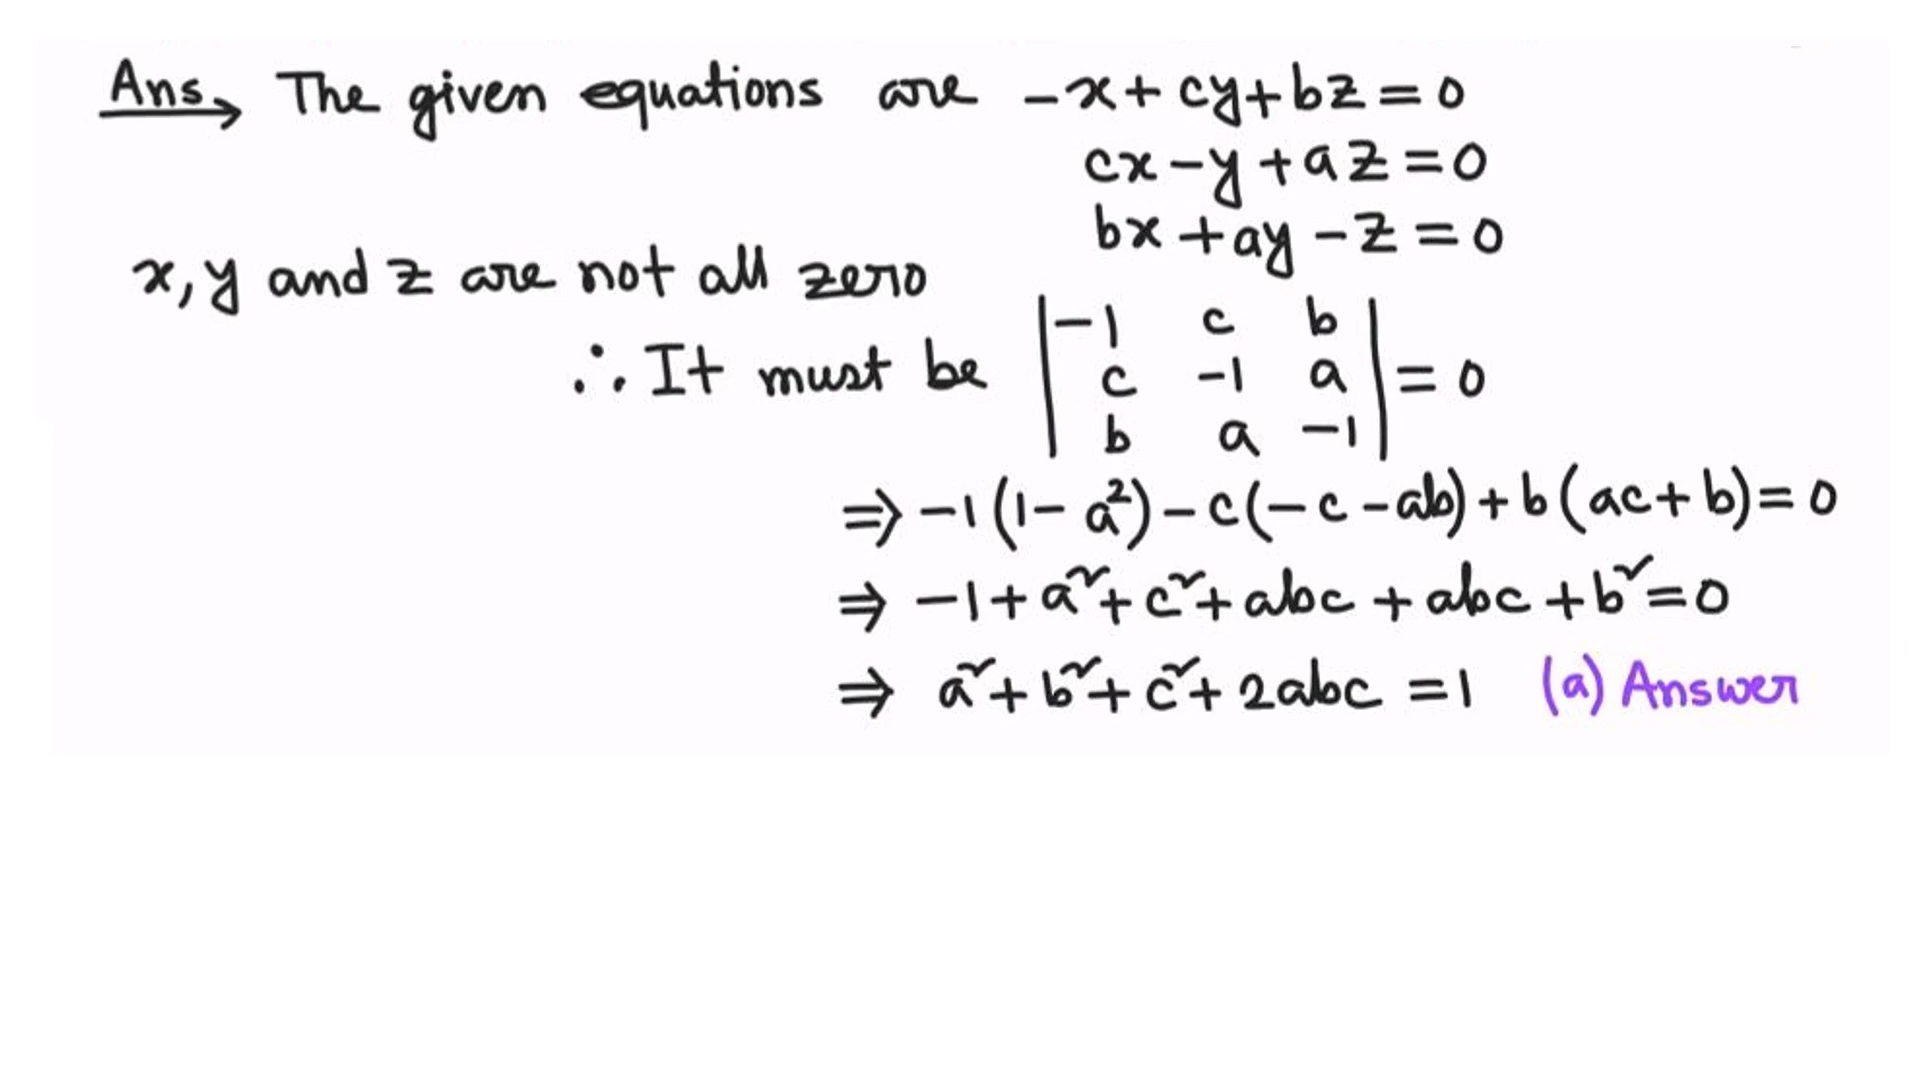 Ans → The given equations are -x + cy + bz = 0
cx - y + az = 0
bx + ay - z = 0
x, y and z are not all zero
∴ It must be | -1 c b |
| c -1 a | = 0
| b a -1 |
⇒ -1(1 - a²) - c(-c - ab) + b(ac + b) = 0
⇒ -1 + a² + c² + abc + abc + b² = 0
⇒ a² + b² + c² + 2abc = 1 (a) Answer